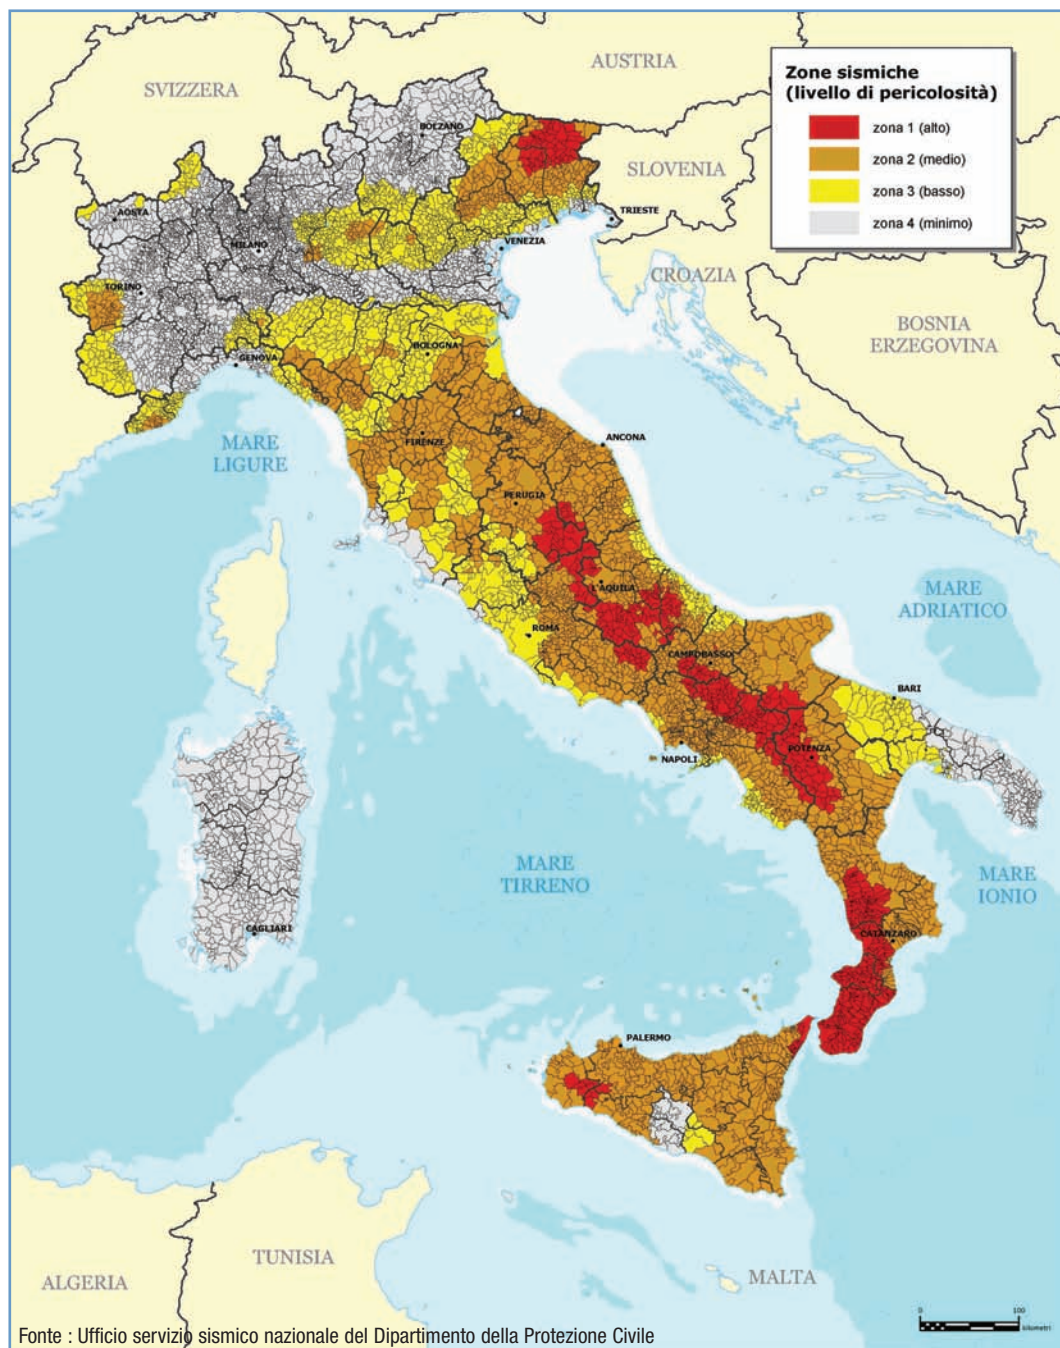 AUSTRIA
SVIZZERA
Zone sismiche
(livello di pericolosità)
zona 1 (alto)
zona 2 (medio)
zona 3 (basso)
zona 4 (minimo)
BOLZANO
SLOVENIA
AOSTA
TRIESTE
MILANO
VENEZIA
CROAZIA
TORINO
BOSNIA
ERZEGOVINA
BOLOGNA
GENOVA
MARE
LIGURE
FIRENZE
ANCONA
PERUGIA
L'AQUILA
MARE
ADRIATICO
ROMA
CAMPOBASSO
BARI
NAPOLI
POTENZA
MARE
TIRRENO
MARE
IONIO
CAGLIARI
CATANZARO
PALERMO
TUNISIA
ALGERIA
MALTA
0 100
kilometri
Fonte : Ufficio servizio sismico nazionale del Dipartimento della Protezione Civile